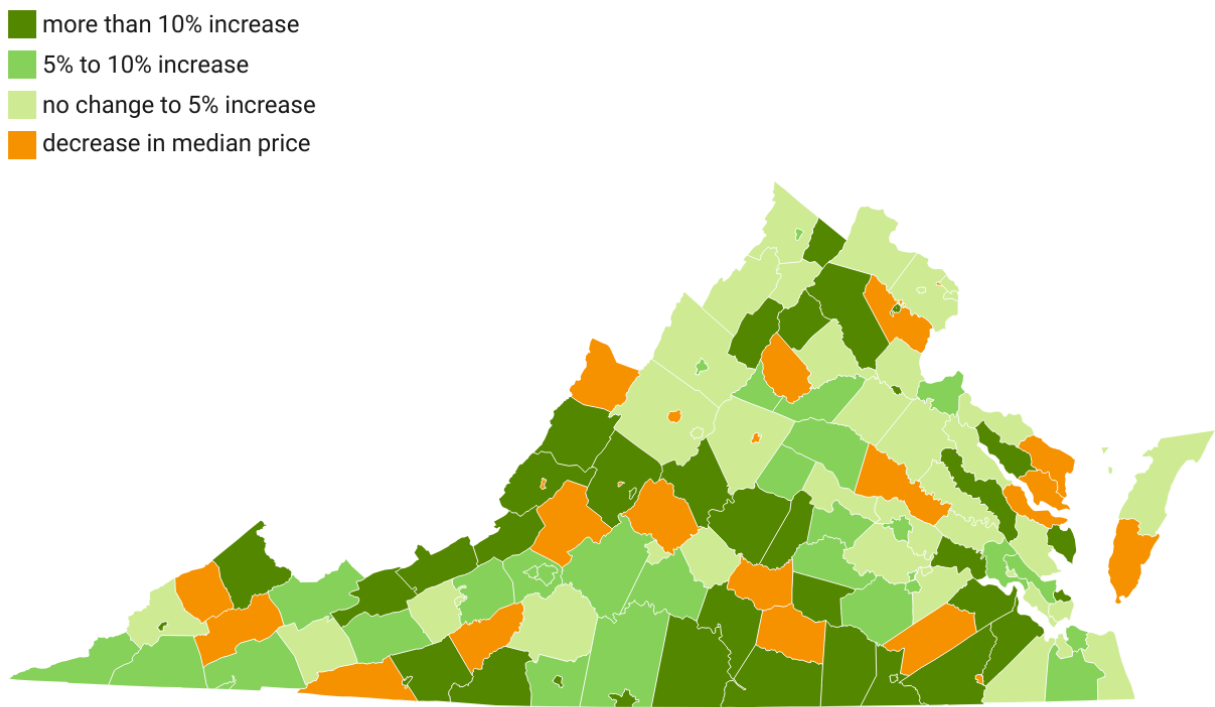 more than 10% increase
5% to 10% increase
no change to 5% increase
decrease in median price